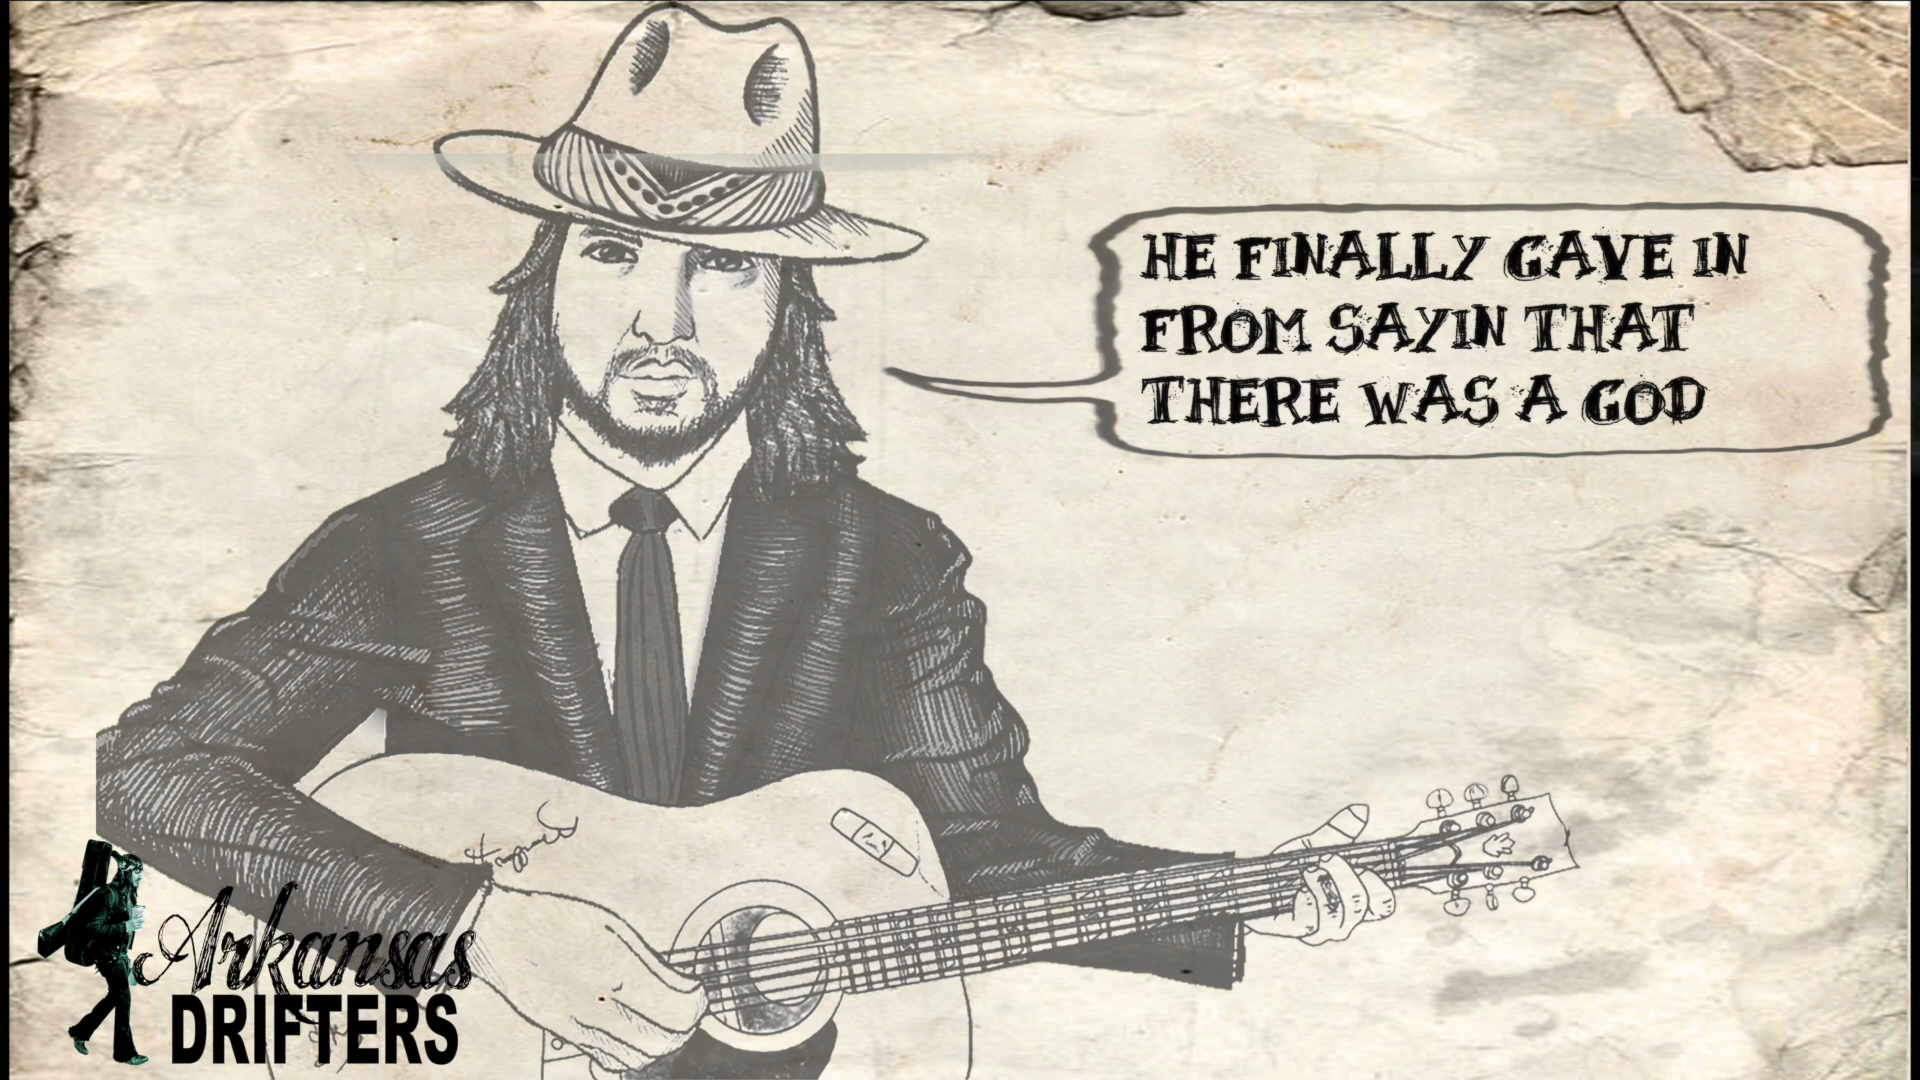 HE FINALLY GAVE IN
FROM SAYIN THAT
THERE WAS A GOD
Arkansas
DRIFTERS